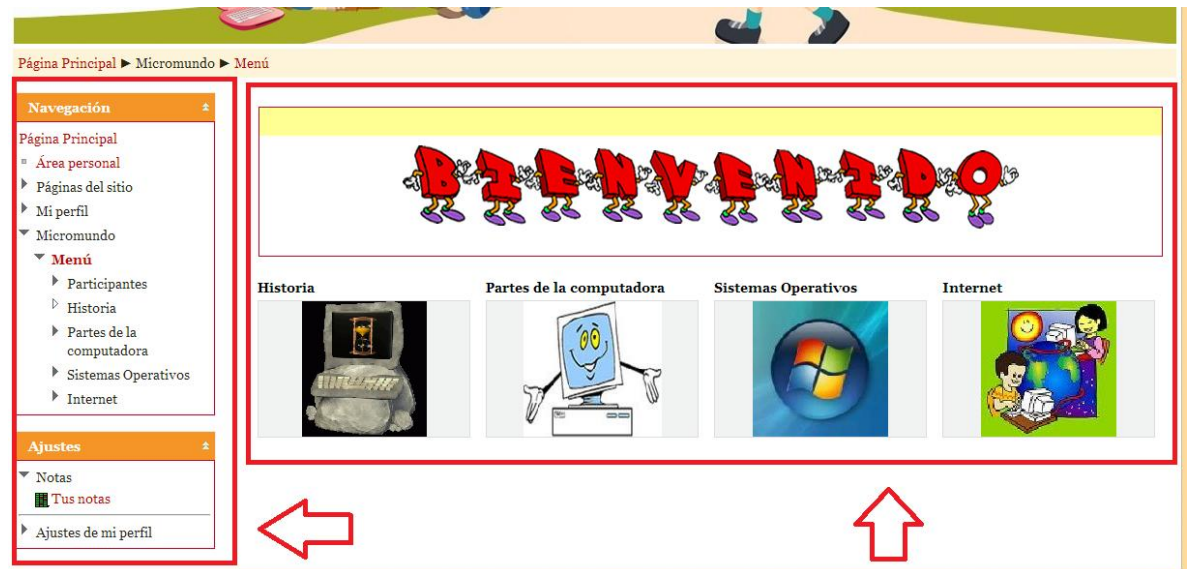 Página Principal ► Micromundo ► Menú
Navegación
Página Principal
Área personal
Páginas del sitio
Mi perfil
Micromundo
Menú
Participantes
Historia
Partes de la
computadora
Sistemas Operativos
Internet
Ajustes
Notas
Tus notas
Ajustes de mi perfil
BIENVENIDO
Historia
Partes de la computadora
Sistemas Operativos
Internet